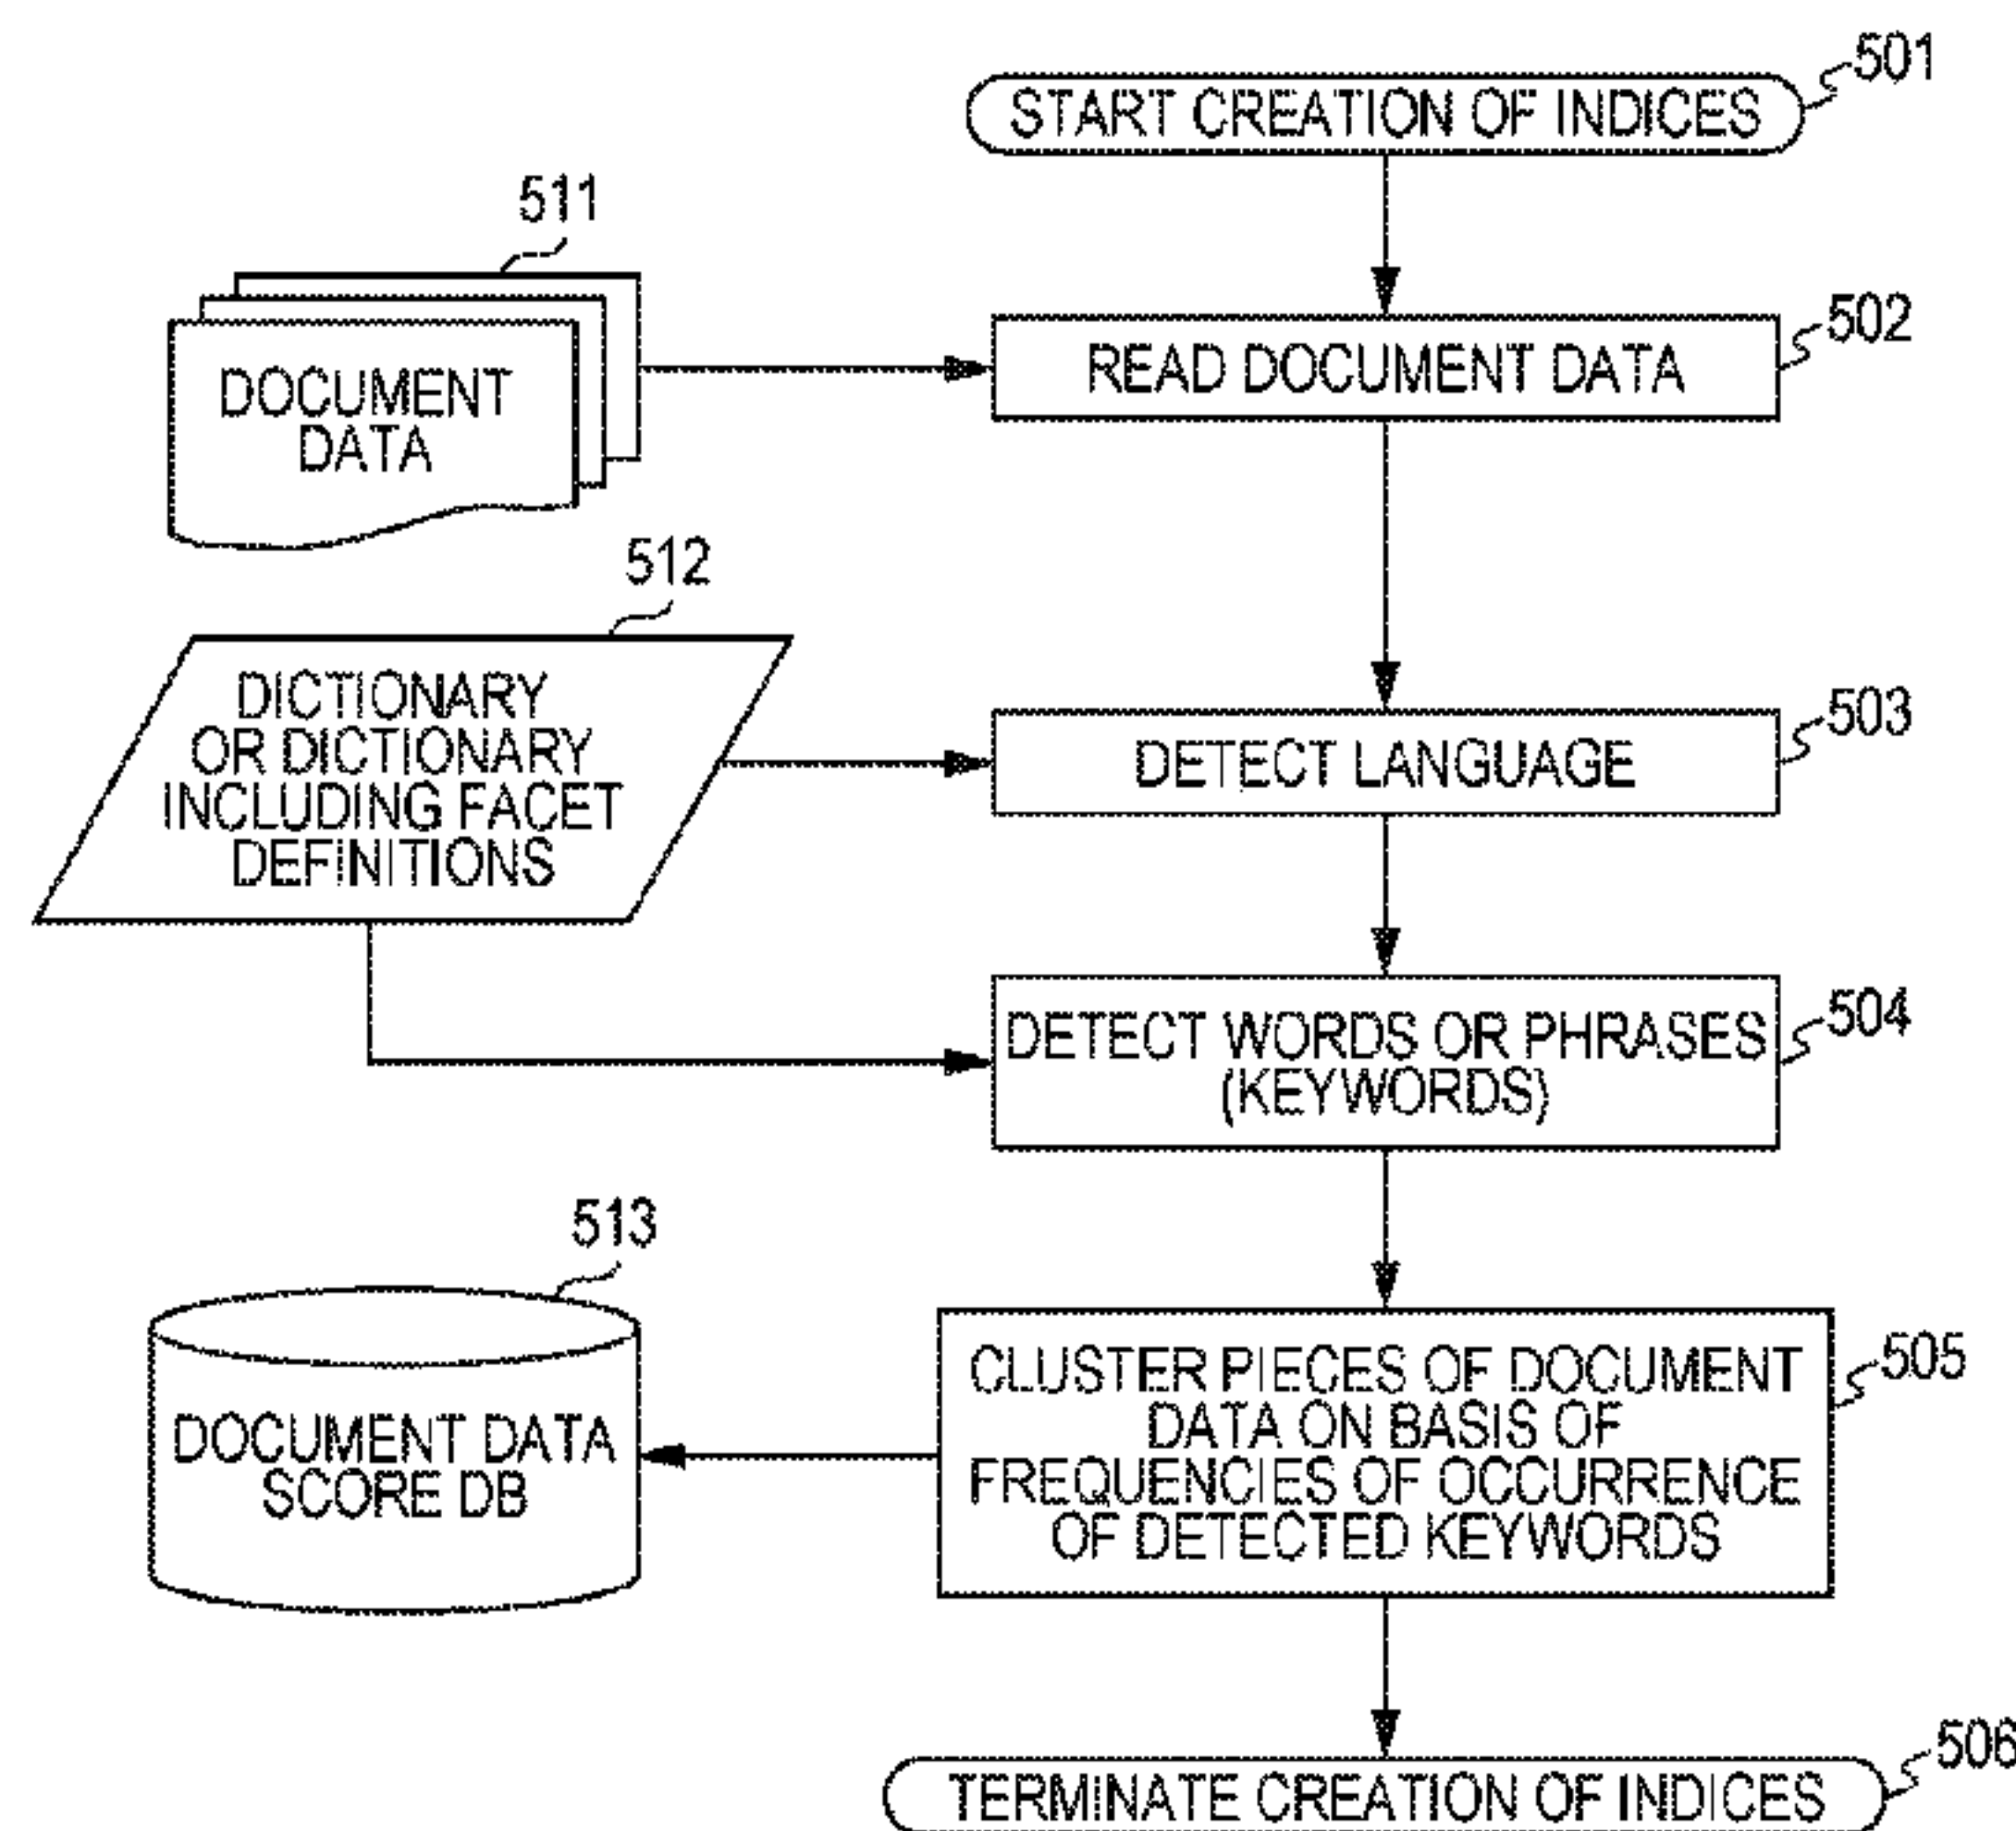 501
START CREATION OF INDICES
511
502
READ DOCUMENT DATA
DOCUMENT
DATA
512
DICTIONARY
OR DICTIONARY
INCLUDING FACET
DEFINITIONS
503
DETECT LANGUAGE
504
DETECT WORDS OR PHRASES
(KEYWORDS)
513
DOCUMENT DATA
SCORE DB
505
CLUSTER PIECES OF DOCUMENT
DATA ON BASIS OF
FREQUENCIES OF OCCURRENCE
OF DETECTED KEYWORDS
506
TERMINATE CREATION OF INDICES